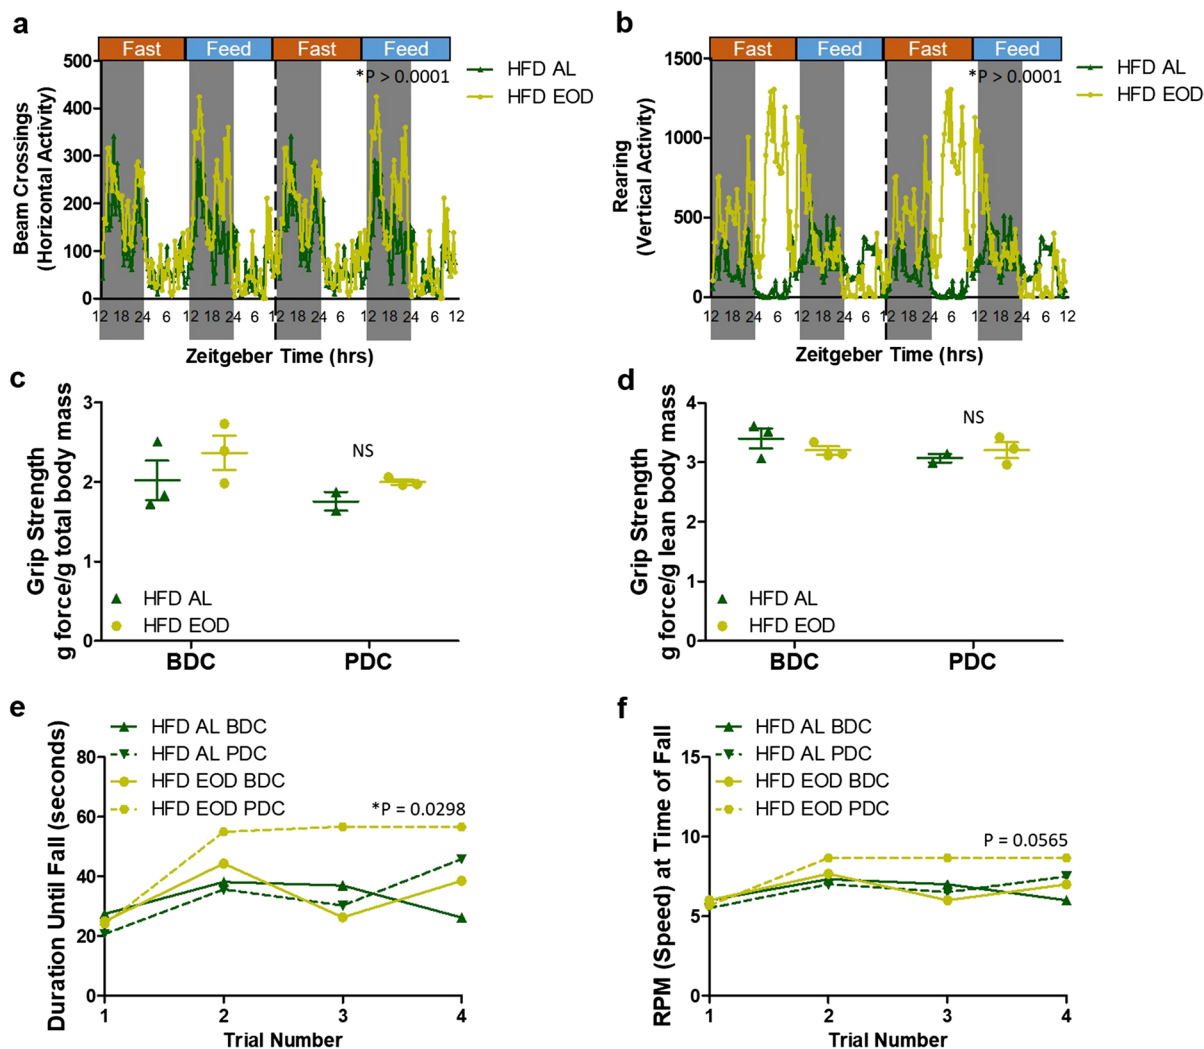 a
Fast Feed Fast Feed
500
400
300
200
100
0
*P > 0.0001
HFD AL
HFD EOD
Beam Crossings
(Horizontal Activity)
12 18 24 6 12 18 24 6 12 18 24 6 12 18 24 6 12
Zeitgeber Time (hrs)
b
Fast Feed Fast Feed
1500
1000
500
0
*P > 0.0001
HFD AL
HFD EOD
Rearing
(Vertical Activity)
12 18 24 6 12 18 24 6 12 18 24 6 12 18 24 6 12
Zeitgeber Time (hrs)
c
Grip Strength
g force/g total body mass
3
2
1
0
NS
HFD AL
HFD EOD
BDC PDC
d
Grip Strength
g force/g lean body mass
4
3
2
1
0
NS
HFD AL
HFD EOD
BDC PDC
e
HFD AL BDC
HFD AL PDC
HFD EOD BDC
HFD EOD PDC
*P = 0.0298
Duration Until Fall (seconds)
80
60
40
20
0
1 2 3 4
Trial Number
f
HFD AL BDC
HFD AL PDC
HFD EOD BDC
HFD EOD PDC
P = 0.0565
RPM (Speed) at Time of Fall
15
10
5
0
1 2 3 4
Trial Number